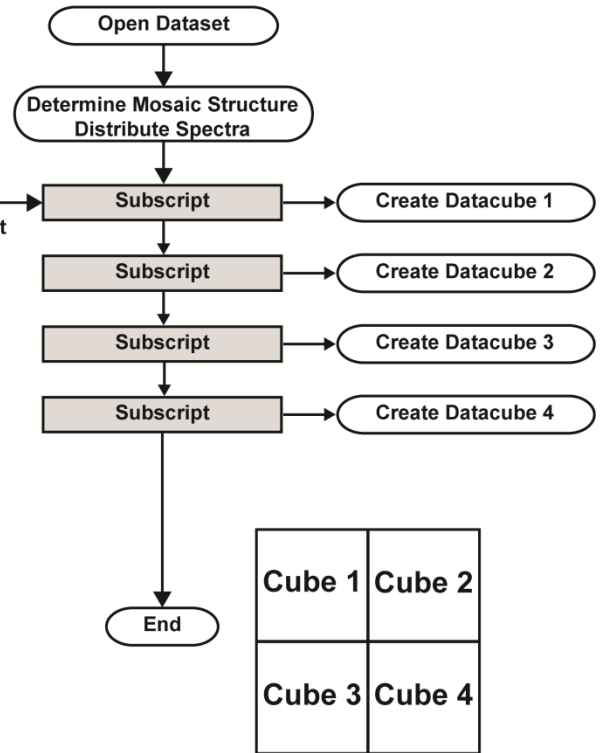 Open Dataset
Determine Mosaic Structure
Distribute Spectra
Subscript
Create Datacube 1
Subscript
Create Datacube 2
Subscript
Create Datacube 3
Subscript
Create Datacube 4
End
Cube 1
Cube 2
Cube 3
Cube 4